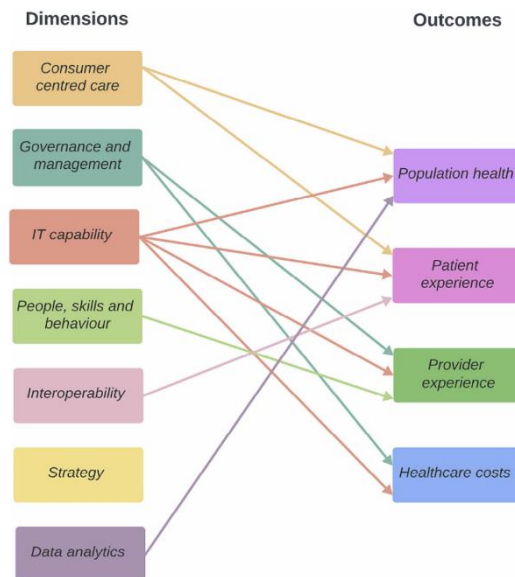 Dimensions
Outcomes
Consumer
centred care
Governance and
management
Population health
IT capability
Patient
experience
People, skills and
behaviour
Provider
experience
Interoperability
Strategy
Healthcare costs
Data analytics